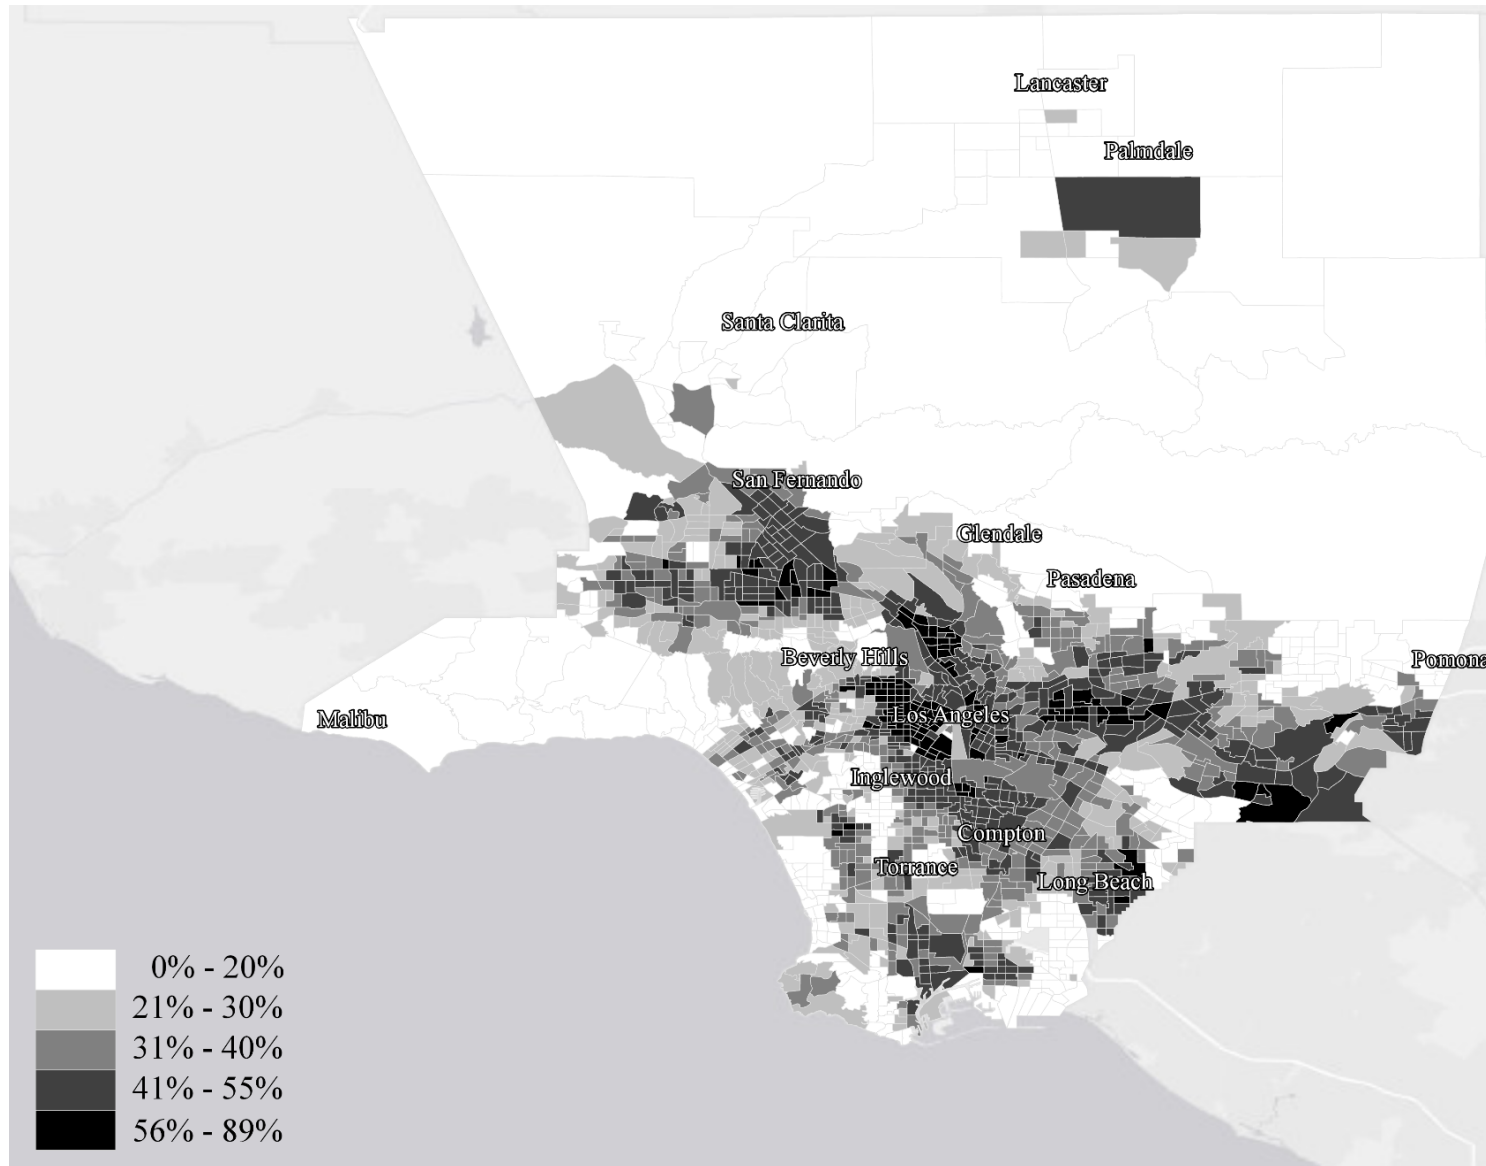 Lancaster
Palmdale
Santa Clarita
San Fernando
Glendale
Pasadena
Beverly Hills
Pomona
Malibu
Los Angeles
Inglewood
Compton
Torrance
Long Beach
0% - 20%
21% - 30%
31% - 40%
41% - 55%
56% - 89%